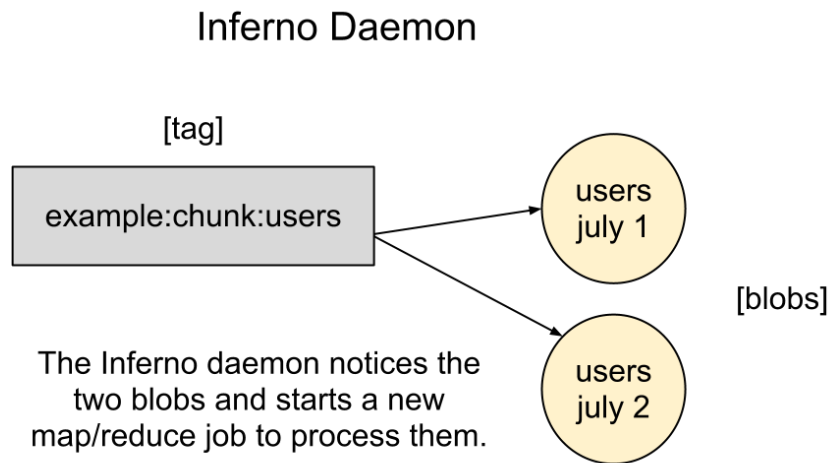 Inferno Daemon
[tag]
example:chunk:users
users
july 1
[blobs]
users
july 2
The Inferno daemon notices the
two blobs and starts a new
map/reduce job to process them.